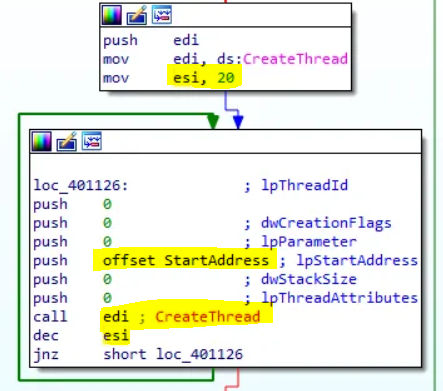 push    edi
mov     edi, ds:CreateThread
mov     esi, 20
loc_401126:             ; lpThreadId
push    0
push    0               ; dwCreationFlags
push    0               ; lpParameter
push    offset StartAddress ; lpStartAddress
push    0               ; dwStackSize
push    0               ; lpThreadAttributes
call    edi ; CreateThread
dec     esi
jnz     short loc_401126